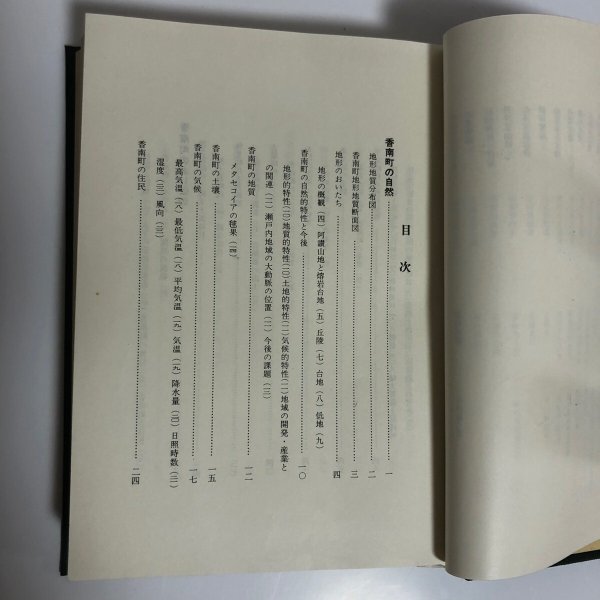 目次
香南町の自然……一
地形地質分布図……二
香南町地形地質断面図……三
地形のおいたち……四
地形の概観（四）阿讃山地と熔岩台地（五）丘陵（七）台地（八）低地（九）
香南町の自然的特性と今後……一〇
地形的特性（一〇）地質的特性（一〇）土地的特性（一一）気候的特性（一一）地域の開発・産業と
の関連（一一）瀬戸内地域の大動脈の位置（一一）今後の課題（一二）
香南町の地質……一二
メタセコイアの毬果（一四）
香南町の土壌……一五
香南町の気候……一七
最高気温（一八）最低気温（一八）平均気温（一九）気温（一九）降水量（二〇）日照時数（二一）
湿度（二二）風向（二二）
香南町の住民……二四